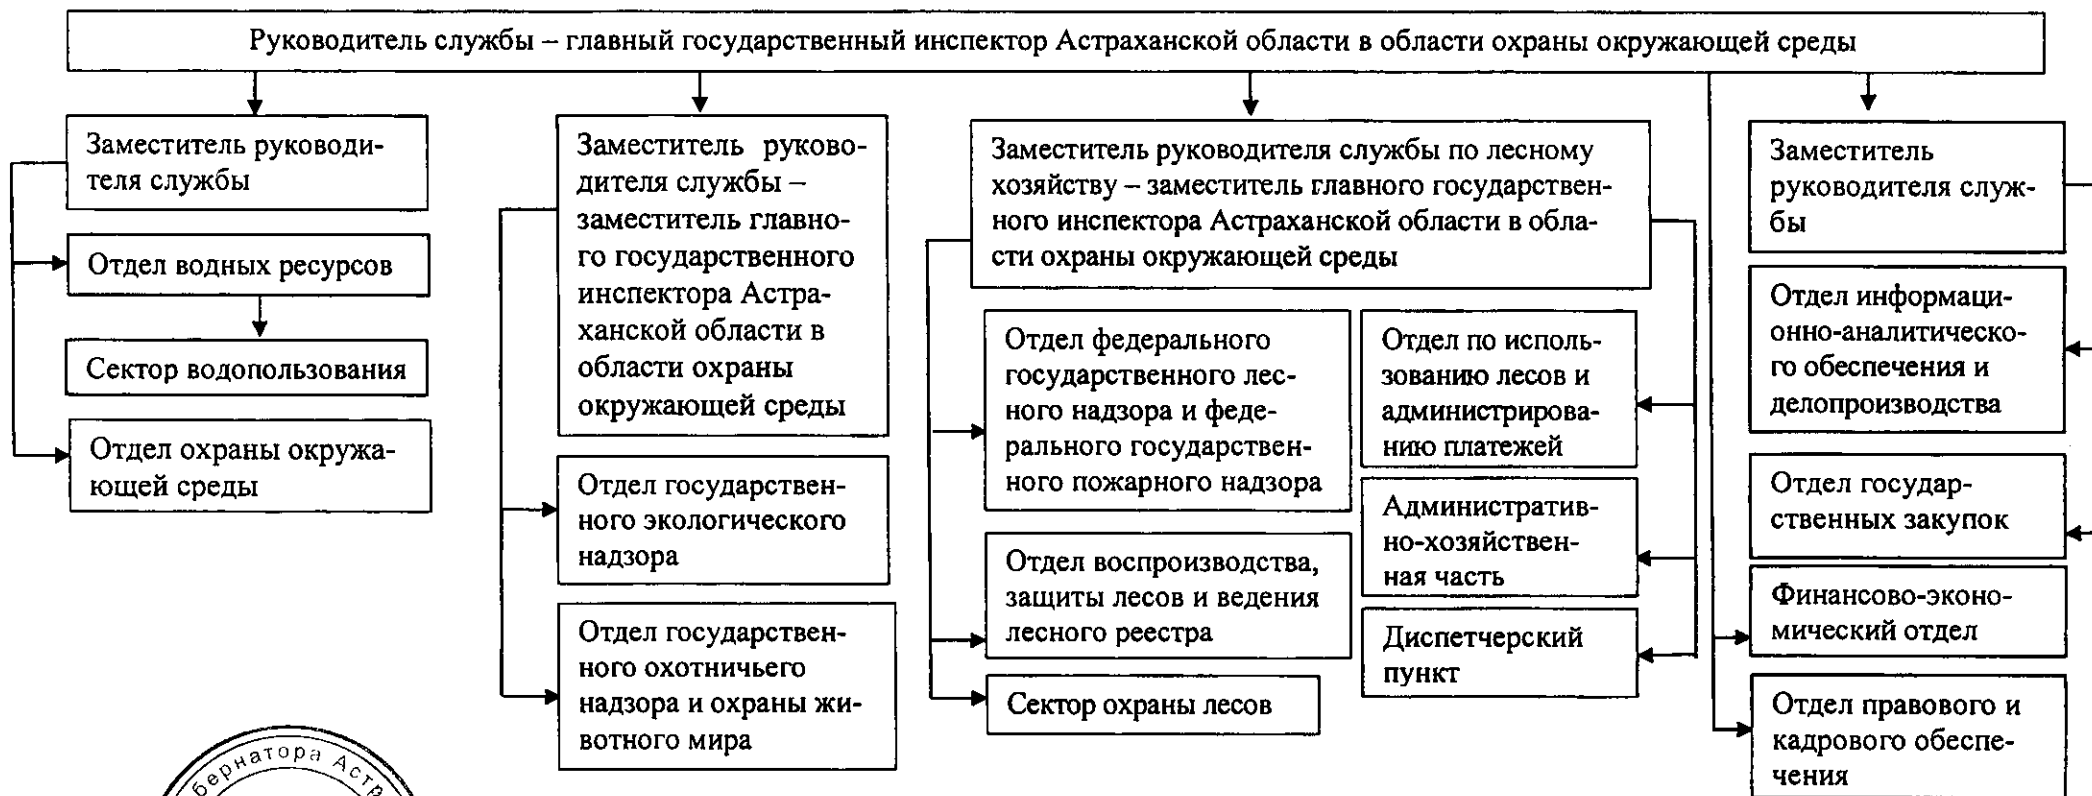 Руководитель службы – главный государственный инспектор Астраханской области в области охраны окружающей среды
Заместитель руководи-
теля службы
Отдел водных ресурсов
Сектор водопользования
Отдел охраны окружа-
ющей среды
Заместитель руково-
дителя службы –
заместитель главно-
го государственного
инспектора Астра-
ханской области в
области охраны
окружающей среды
Отдел государствен-
ного экологического
надзора
Отдел государствен-
ного охотничьего
надзора и охраны жи-
вотного мира
Заместитель руководителя службы по лесному
хозяйству – заместитель главного государствен-
ного инспектора Астраханской области в обла-
сти охраны окружающей среды
Отдел федерального
государственного лес-
ного надзора и феде-
рального государствен-
ного пожарного надзора
Отдел воспроизводства,
защиты лесов и ведения
лесного реестра
Сектор охраны лесов
Отдел по исполь-
зованию лесов и
администрирова-
нию платежей
Административ-
но-хозяйствен-
ная часть
Диспетчерский
пункт
Заместитель
руководителя служ-
бы
Отдел информаци-
онно-аналитическо-
го обеспечения и
делопроизводства
Отдел государ-
ственных закупок
Финансово-эконо-
мический отдел
Отдел правового и
кадрового обеспе-
чения
бернатора Астр